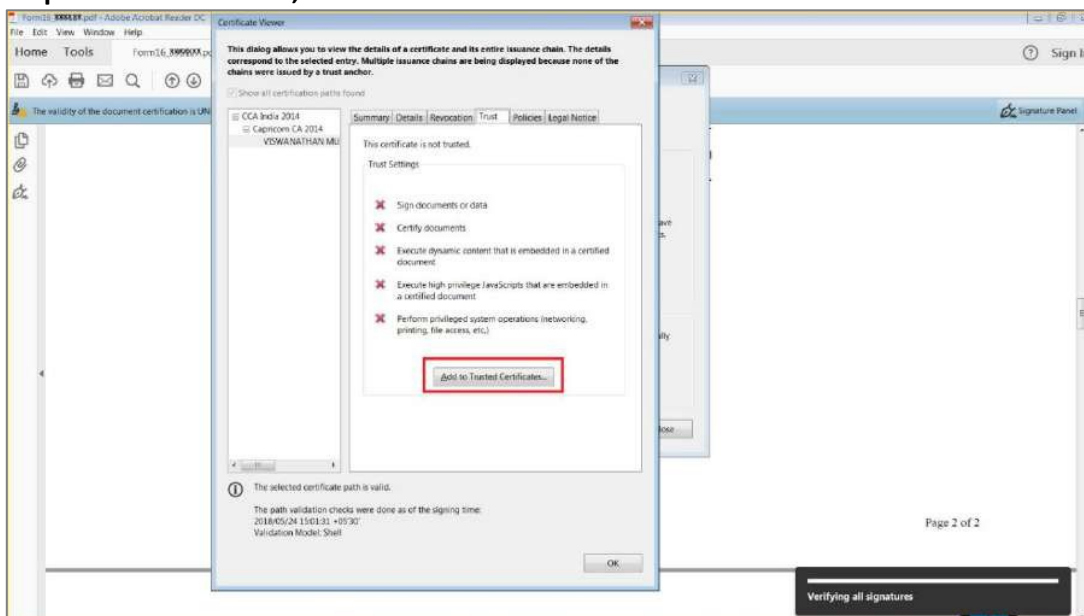 Form16_XXXXXX.pdf - Adobe Acrobat Reader DC
File Edit View Window Help
Home Tools Form16_XXXXXX.pd
Sign I
The validity of the document certification is UN
Signature Panel
Certificate Viewer
This dialog allows you to view the details of a certificate and its entire issuance chain. The details
correspond to the selected entry. Multiple issuance chains are being displayed because none of the
chains were issued by a trust anchor.
Show all certification paths found
CCA India 2014
Capricorn CA 2014
VISWANATHAN MU
Summary Details Revocation Trust Policies Legal Notice
This certificate is not trusted.
Trust Settings
Sign documents or data
Certify documents
Execute dynamic content that is embedded in a certified
document
Execute high privilege JavaScripts that are embedded in
a certified document
Perform privileged system operations (networking,
printing, file access, etc.)
Add to Trusted Certificates...
The selected certificate path is valid.
The path validation checks were done as of the signing time:
2018/05/24 15:01:31 +05'30'
Validation Model: Shell
OK
ave
ally
lose
Page 2 of 2
Verifying all signatures